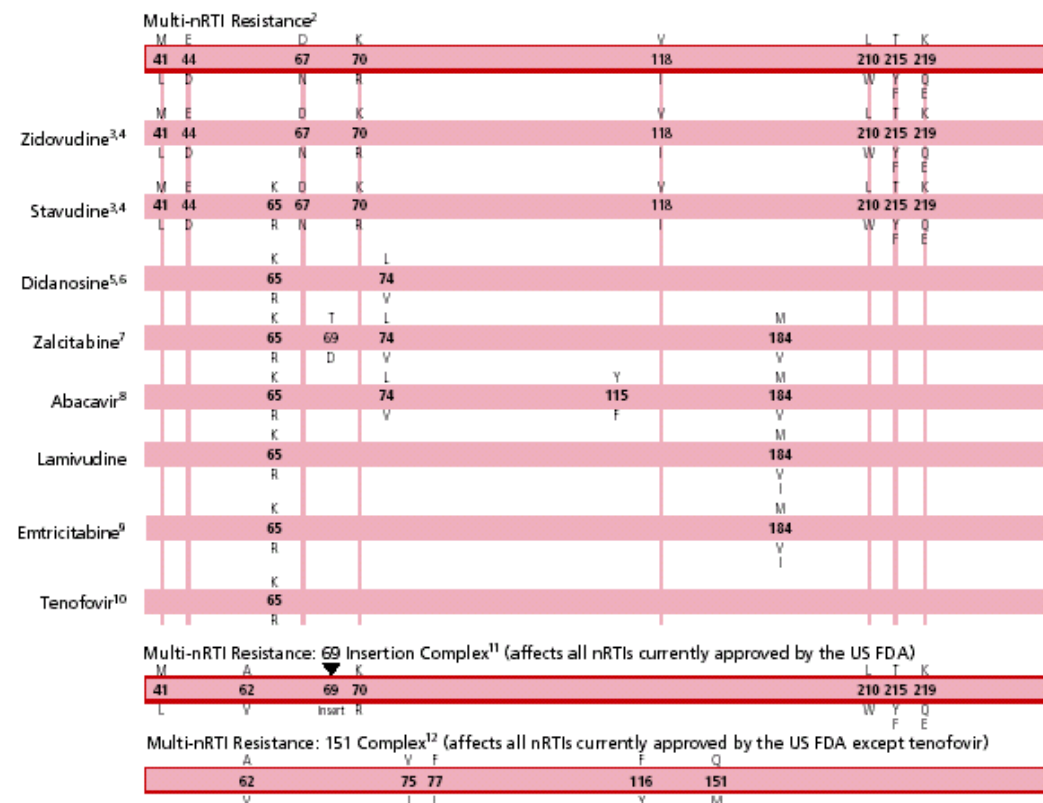 Multi-nRTI Resistance2
M E D K V L T K
41 44 67 70 118 210 215 219
L D N R I W Y Q
F E
M E D K V L T K
Zidovudine3,4 41 44 67 70 118 210 215 219
L D N R I W Y Q
F E
M E K D K V L T K
Stavudine3,4 41 44 65 67 70 118 210 215 219
L D R N R I W Y Q
F E
K L
Didanosine5,6 65 74
R V
K T L M
Zalcitabine7 65 69 74 184
R D V V
K L Y M
Abacavir8 65 74 115 184
R V F V
K M
Lamivudine 65 184
R V
I
K M
Emtricitabine9 65 184
R V
I
K
Tenofovir10 65
R
Multi-nRTI Resistance: 69 Insertion Complex11 (affects all nRTIs currently approved by the US FDA)
M A K L T K
41 62 69 70 210 215 219
L V Insert R W Y Q
F E
Multi-nRTI Resistance: 151 Complex12 (affects all nRTIs currently approved by the US FDA except tenofovir)
A V F F Q
62 75 77 116 151
V I L Y M